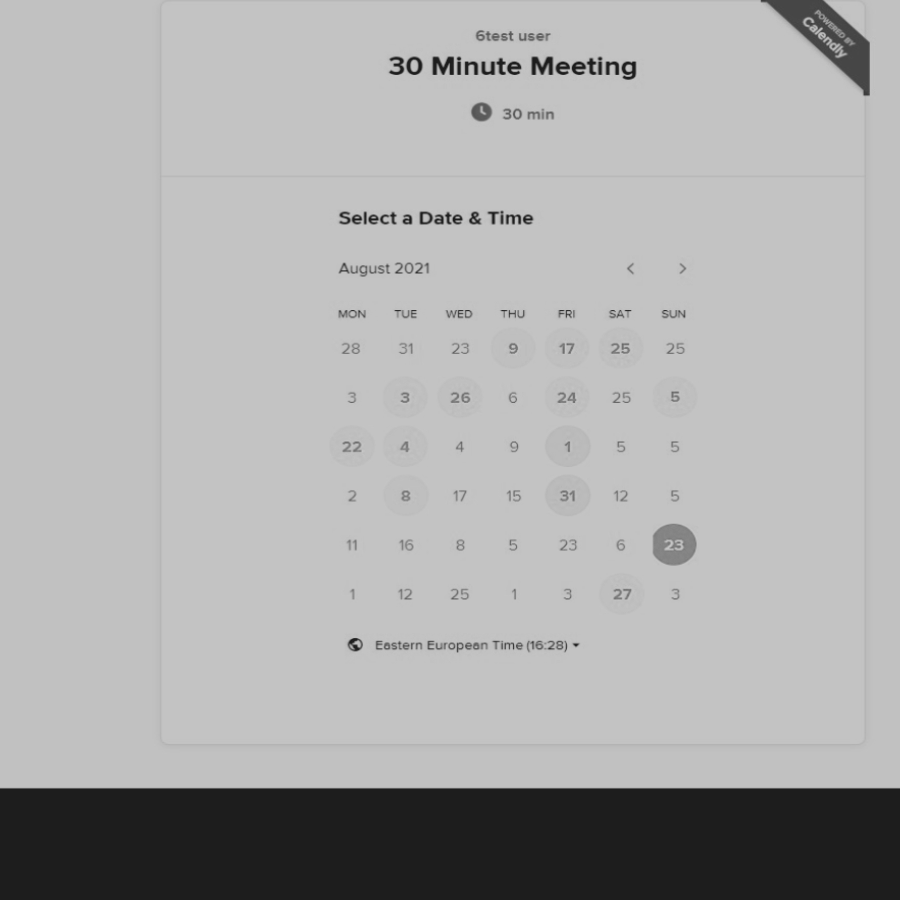 POWERED BY
Calendly
6test user
30 Minute Meeting
30 min
Select a Date & Time
August 2021
MON TUE WED THU FRI SAT SUN
28 31 23 9 17 25 25
3 3 26 6 24 25 5
22 4 4 9 1 5 5
2 8 17 15 31 12 5
11 16 8 5 23 6 23
1 12 25 1 3 27 3
Eastern European Time (16:28)